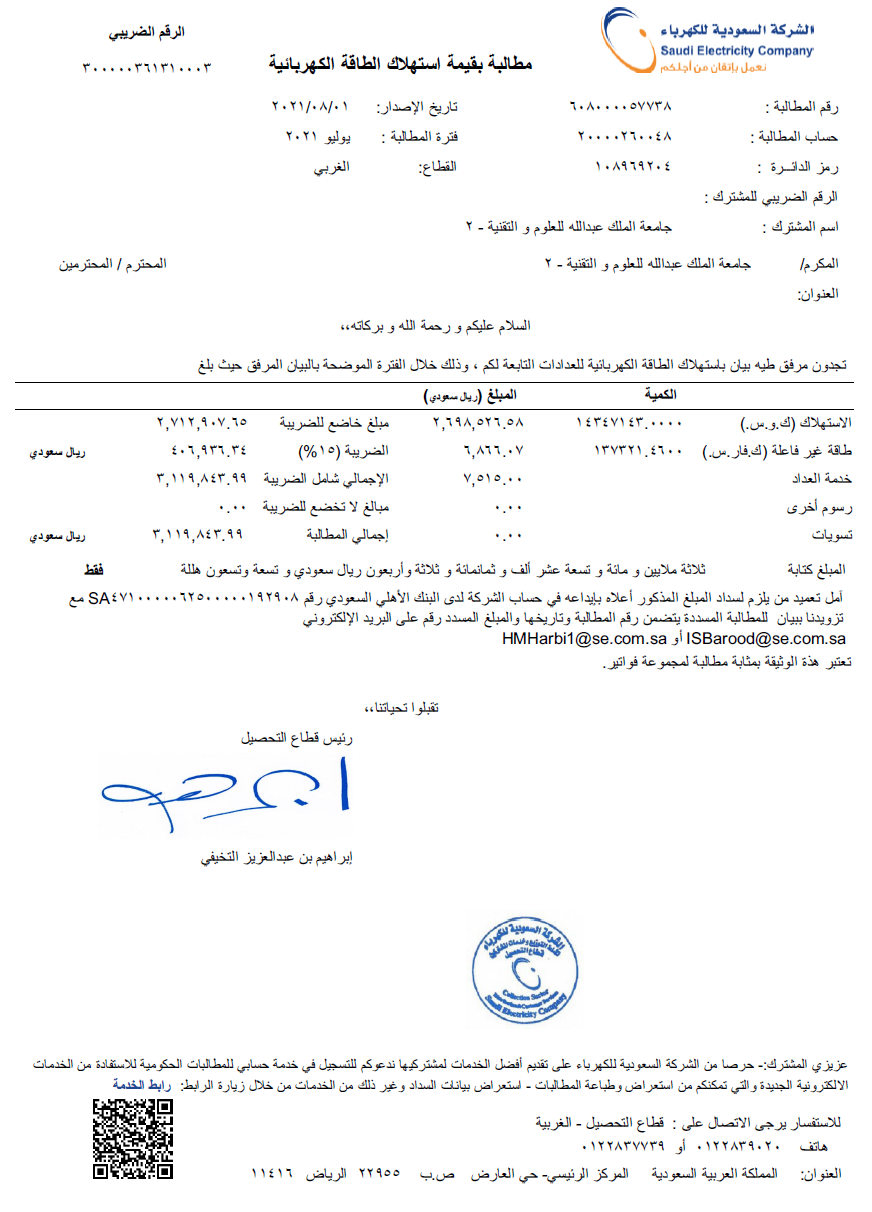 الشركة السعودية للكهرباء
Saudi Electricity Company
نعمل بإتقان من أجلكم
الرقم الضريبي
٣٠٠٠٠٠٣٦١٣١٠٠٠٣
مطالبة بقيمة استهلاك الطاقة الكهربائية
رقم المطالبة : ٦٠٨٠٠٠٠٥٧٧٣٨ تاريخ الإصدار: ٢٠٢١/٠٨/٠١
حساب المطالبة : ٢٠٠٠٠٢٦٠٠٤٨ فترة المطالبة : يوليو ٢٠٢١
رمز الدائـــرة : ١٠٨٩٦٩٢٠٤ القطاع: الغربي
الرقم الضريبي للمشترك :
اسم المشترك : جامعة الملك عبدالله للعلوم و التقنية - ٢
المكرم/ جامعة الملك عبدالله للعلوم و التقنية - ٢ المحترم / المحترمين
العنوان:
السلام عليكم و رحمة الله و بركاته،،
تجدون مرفق طيه بيان باستهلاك الطاقة الكهربائية للعدادات التابعة لكم ، وذلك خلال الفترة الموضحة بالبيان المرفق حيث بلغ
الكمية المبلغ (ريال سعودي)
الاستهلاك (ك.و.س.) ١٤٣٤٧١٤٣.٠٠٠٠ ٢,٦٩٨,٥٢٦.٥٨ مبلغ خاضع للضريبة ٢,٧١٢,٩٠٧.٦٥
طاقة غير فاعلة (ك.فار.س.) ١٣٧٣٢١.٤٦٠٠ ٦,٨٦٦.٠٧ الضريبة (١٥%) ٤٠٦,٩٣٦.٣٤ ريال سعودي
خدمة العداد ٧,٥١٥.٠٠ الإجمالي شامل الضريبة ٣,١١٩,٨٤٣.٩٩
رسوم أخرى ٠.٠٠ مبالغ لا تخضع للضريبة ٠.٠٠
تسويات ٠.٠٠ إجمالي المطالبة ٣,١١٩,٨٤٣.٩٩ ريال سعودي
المبلغ كتابة ثلاثة ملايين و مائة و تسعة عشر ألف و ثمانمائة و ثلاثة وأربعون ريال سعودي و تسعة وتسعون هللة فقط
آمل تعميد من يلزم لسداد المبلغ المذكور أعلاه بإيداعه في حساب الشركة لدى البنك الأهلي السعودي رقم SA٤٧١٠٠٠٠٠٦٢٥٠٠٠٠٠١٩٢٩٠٨ مع
تزويدنا ببيان للمطالبة المسددة يتضمن رقم المطالبة وتاريخها والمبلغ المسدد رقم على البريد الإلكتروني
ISBarood@se.com.sa أو HMHarbi1@se.com.sa
تعتبر هذة الوثيقة بمثابة مطالبة لمجموعة فواتير.
تقبلوا تحياتنا،،
رئيس قطاع التحصيل
إبراهيم بن عبدالعزيز التخيفي
الشركة السعودية للكهرباء
قطاع التحصيل
Collection Sector
Saudi Electricity Company
عزيزي المشترك:- حرصا من الشركة السعودية للكهرباء على تقديم أفضل الخدمات لمشتركيها ندعوكم للتسجيل في خدمة حسابي للمطالبات الحكومية للاستفادة من الخدمات
الالكترونية الجديدة والتي تمكنكم من استعراض وطباعة المطالبات - استعراض بيانات السداد وغير ذلك من الخدمات من خلال زيارة الرابط: رابط الخدمة
للاستفسار يرجى الاتصال على : قطاع التحصيل - الغربية
هاتف ٠١٢٢٨٣٩٠٢٠ أو ٠١٢٢٨٣٧٧٣٩
العنوان: المملكة العربية السعودية المركز الرئيسي- حي العارض ص.ب ٢٢٩٥٥ الرياض ١١٤١٦